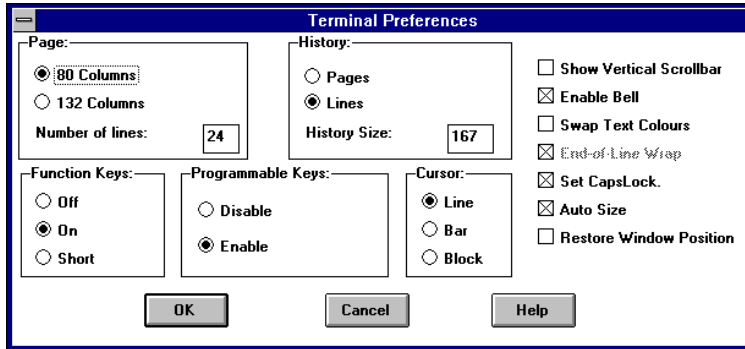 Terminal Preferences
Page:
80 Columns
132 Columns
Number of lines: 24
History:
Pages
Lines
History Size: 167
Show Vertical Scrollbar
Enable Bell
Swap Text Colours
End-of-Line Wrap
Set CapsLock.
Auto Size
Restore Window Position
Function Keys:
Off
On
Short
Programmable Keys:
Disable
Enable
Cursor:
Line
Bar
Block
OK
Cancel
Help